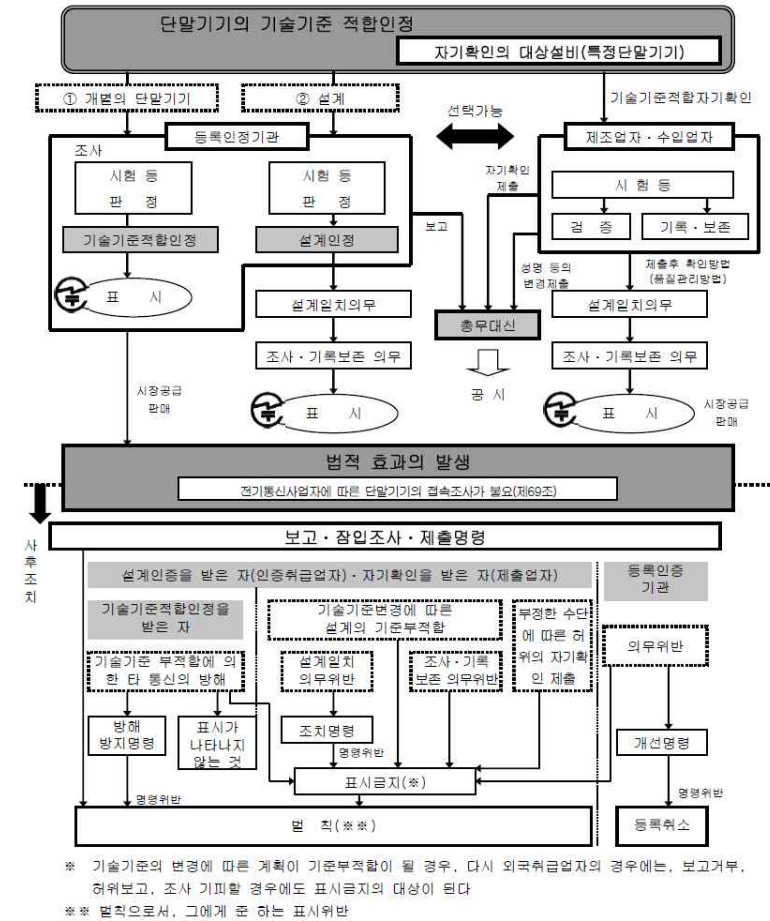 단말기기의 기술기준 적합인정
자기확인의 대상설비(특정단말기기)
① 개별의 단말기기
② 설계
선택가능
기술기준적합자기확인
등록인정기관
제조업자·수입업자
조사
시험 등
판 정
시험 등
판 정
자기확인
제출
시 험 등
검 증
기록·보존
기술기준적합인정
설계인정
보고
성명 등의
변경제출
제출후 확인방법
(품질관리방법)
표 시
설계일치의무
총무대신
설계일치의무
조사·기록보존 의무
공 시
조사·기록보존 의무
시장공급
판매
표 시
표 시
시장공급
판매
법적 효과의 발생
전기통신사업자에 따른 단말기기의 접속조사가 불요(제69조)
사후조치
보고·잠입조사·제출명령
설계인증을 받은 자(인증취급업자)·자기확인을 받은 자(제출업자)
등록인증
기관
기술기준적합인정을
받은 자
기술기준변경에 따른
설계의 기준부적합
부정한 수단
에 따른 허
위의 자기확
인 제출
의무위반
기술기준 부적합에 의
한 타 통신의 방해
설계일치
의무위반
조사·기록
보존 의무위반
방해
방지명령
표시가
나타나지
않는 것
조치명령
개선명령
명령위반
표시금지(※)
명령위반
명령위반
벌 칙(※※)
등록취소
※ 기술기준의 변경에 따른 계획이 기준부적합이 될 경우, 다시 외국취급업자의 경우에는, 보고거부,
허위보고, 조사 기피할 경우에도 표시금지의 대상이 된다
※※ 벌칙으로서, 그에게 준 하는 표시위반